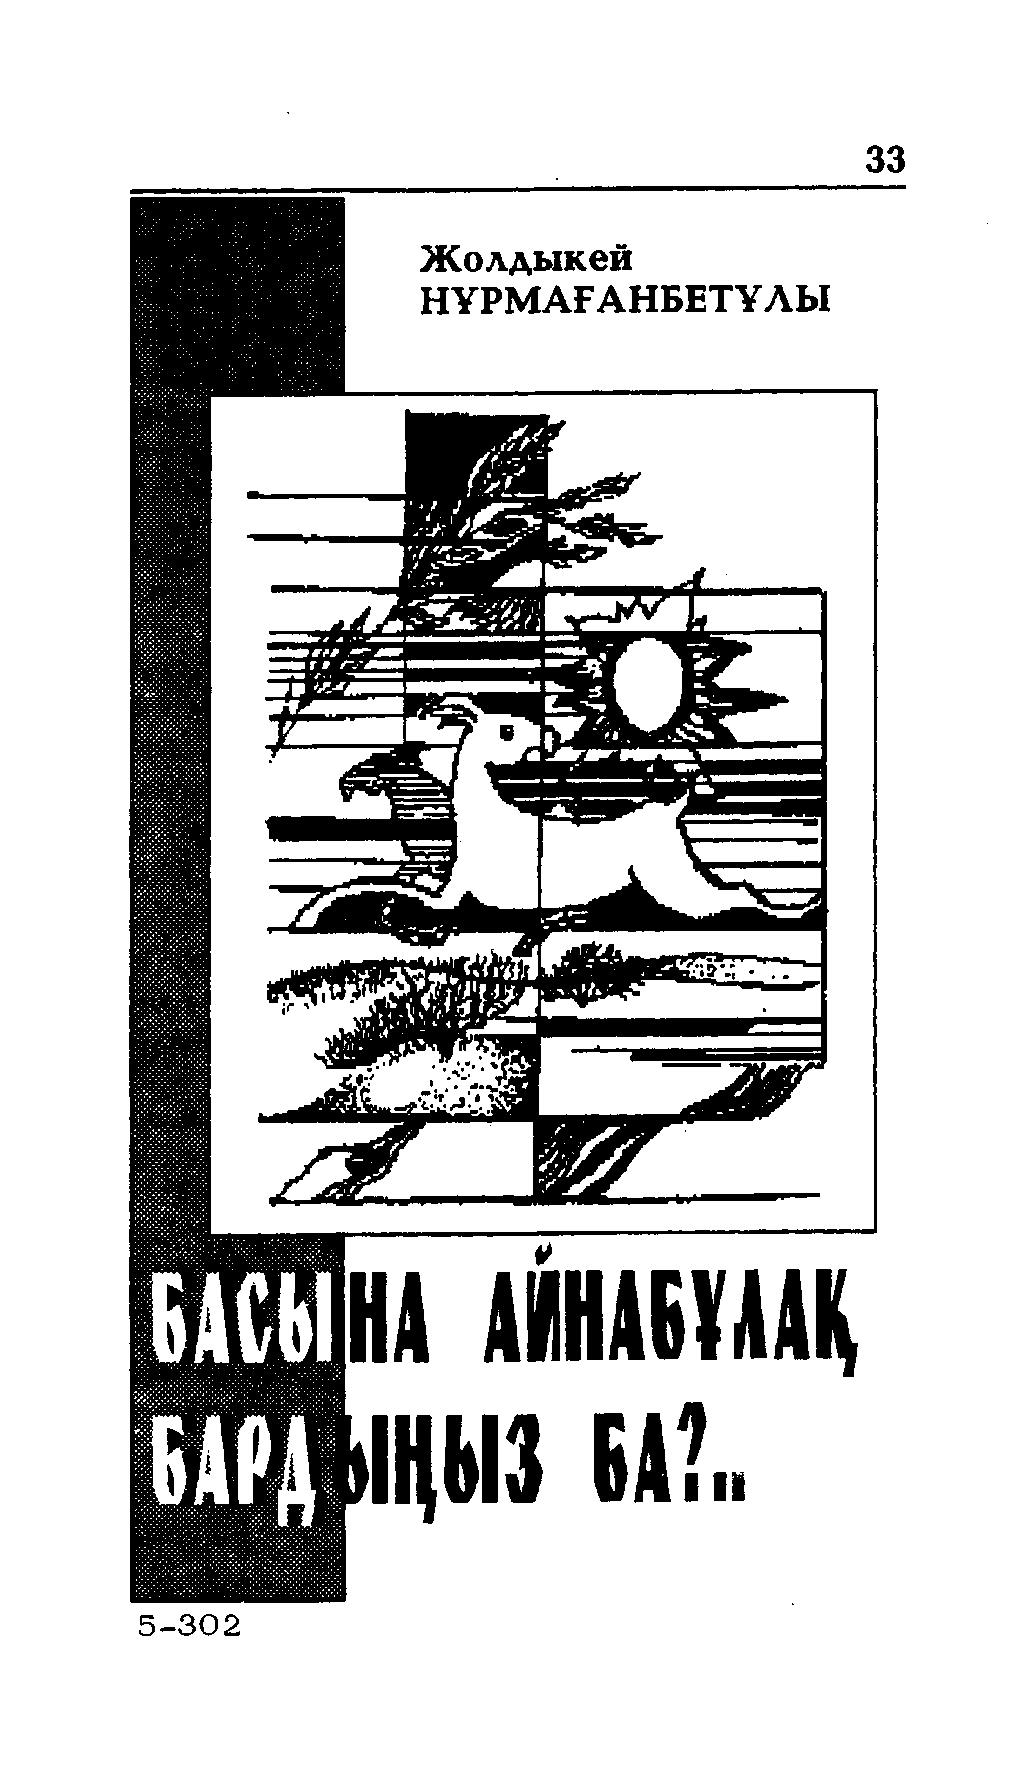 33
Жолдыкей
НҰРМАҒАНБЕТҰЛЫ
БАСЫНА АЙНАБҰЛАҚ
БАРДЫҢЫЗ БА?..
5-302